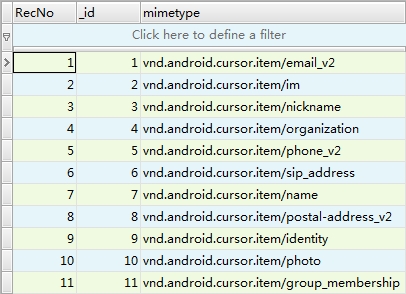 RecNo _id mimetype
Click here to define a filter
1 1 vnd.android.cursor.item/email_v2
2 2 vnd.android.cursor.item/im
3 3 vnd.android.cursor.item/nickname
4 4 vnd.android.cursor.item/organization
5 5 vnd.android.cursor.item/phone_v2
6 6 vnd.android.cursor.item/sip_address
7 7 vnd.android.cursor.item/name
8 8 vnd.android.cursor.item/postal-address_v2
9 9 vnd.android.cursor.item/identity
10 10 vnd.android.cursor.item/photo
11 11 vnd.android.cursor.item/group_membership